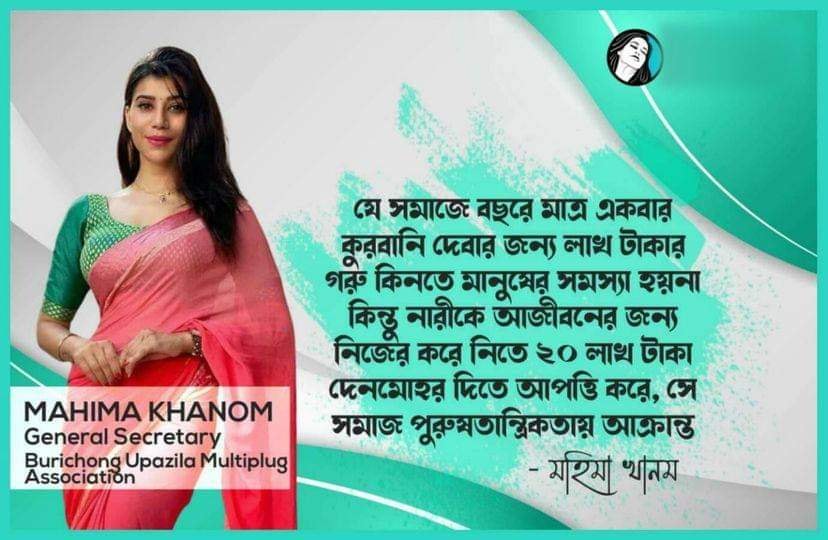 যে সমাজে বছরে মাত্র একবার
কুরবানি দেবার জন্য লাখ টাকার
গরু কিনতে মানুষের সমস্যা হয়না
কিন্তু নারীকে আজীবনের জন্য
নিজের করে নিতে ২০ লাখ টাকা
দেনমোহর দিতে আপত্তি করে, সে
সমাজ পুরুষতান্ত্রিকতায় আক্রান্ত
- মহিমা খানম
MAHIMA KHANOM
General Secretary
Burichong Upazila Multiplug
Association